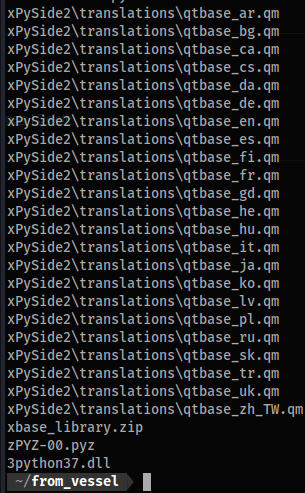 xPySide2\translations\qtbase_ar.qm
xPySide2\translations\qtbase_bg.qm
xPySide2\translations\qtbase_ca.qm
xPySide2\translations\qtbase_cs.qm
xPySide2\translations\qtbase_da.qm
xPySide2\translations\qtbase_de.qm
xPySide2\translations\qtbase_en.qm
xPySide2\translations\qtbase_es.qm
xPySide2\translations\qtbase_fi.qm
xPySide2\translations\qtbase_fr.qm
xPySide2\translations\qtbase_gd.qm
xPySide2\translations\qtbase_he.qm
xPySide2\translations\qtbase_hu.qm
xPySide2\translations\qtbase_it.qm
xPySide2\translations\qtbase_ja.qm
xPySide2\translations\qtbase_ko.qm
xPySide2\translations\qtbase_lv.qm
xPySide2\translations\qtbase_pl.qm
xPySide2\translations\qtbase_ru.qm
xPySide2\translations\qtbase_sk.qm
xPySide2\translations\qtbase_tr.qm
xPySide2\translations\qtbase_uk.qm
xPySide2\translations\qtbase_zh_TW.qm
xbase_library.zip
zPYZ-00.pyz
3python37.dll
~/from_vessel